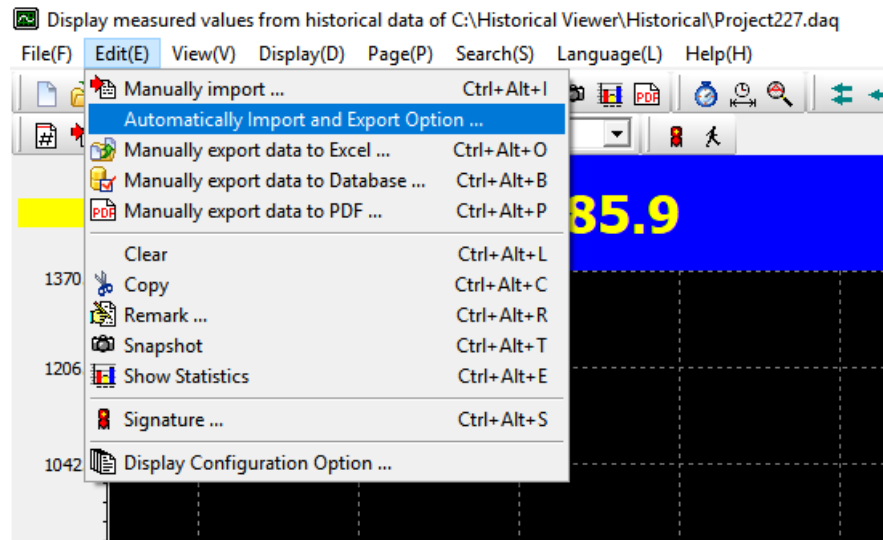 Display measured values from historical data of C:\Historical Viewer\Historical\Project227.daq
File(F) Edit(E) View(V) Display(D) Page(P) Search(S) Language(L) Help(H)
Manually import ... Ctrl+Alt+I
PDF
Automatically Import and Export Option ...
#
Manually export data to Excel ... Ctrl+Alt+O
Manually export data to Database ... Ctrl+Alt+B
PDF Manually export data to PDF ... Ctrl+Alt+P
85.9
Clear Ctrl+Alt+L
1370
Copy Ctrl+Alt+C
Remark ... Ctrl+Alt+R
Snapshot Ctrl+Alt+T
1206
Show Statistics Ctrl+Alt+E
Signature ... Ctrl+Alt+S
1042
Display Configuration Option ...